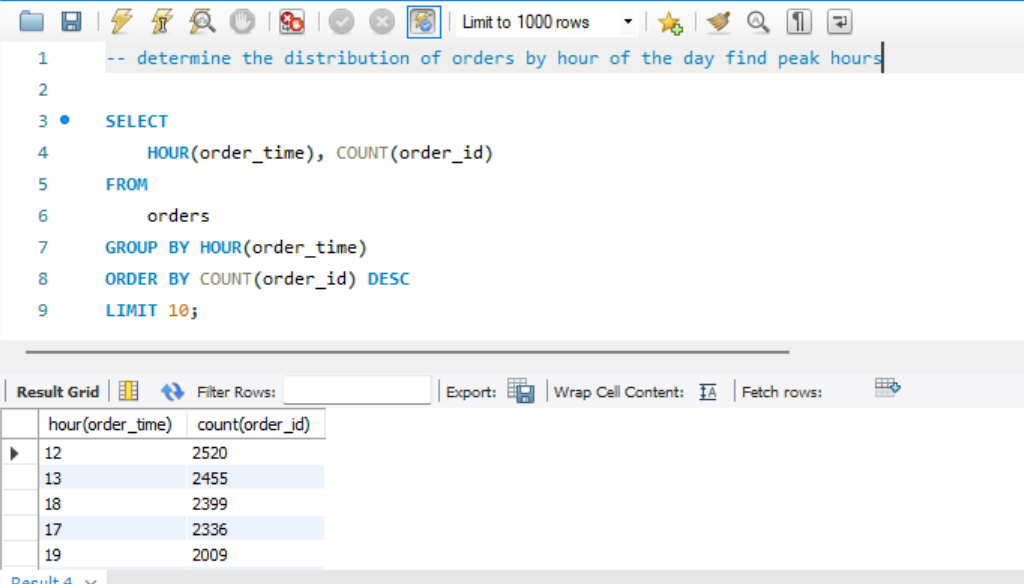 Limit to 1000 rows
1 -- determine the distribution of orders by hour of the day find peak hours
2
3 SELECT
4 HOUR(order_time), COUNT(order_id)
5 FROM
6 orders
7 GROUP BY HOUR(order_time)
8 ORDER BY COUNT(order_id) DESC
9 LIMIT 10;
Result Grid Filter Rows: Export: Wrap Cell Content: Fetch rows:
hour(order_time) count(order_id)
12 2520
13 2455
18 2399
17 2336
19 2009
Result 4